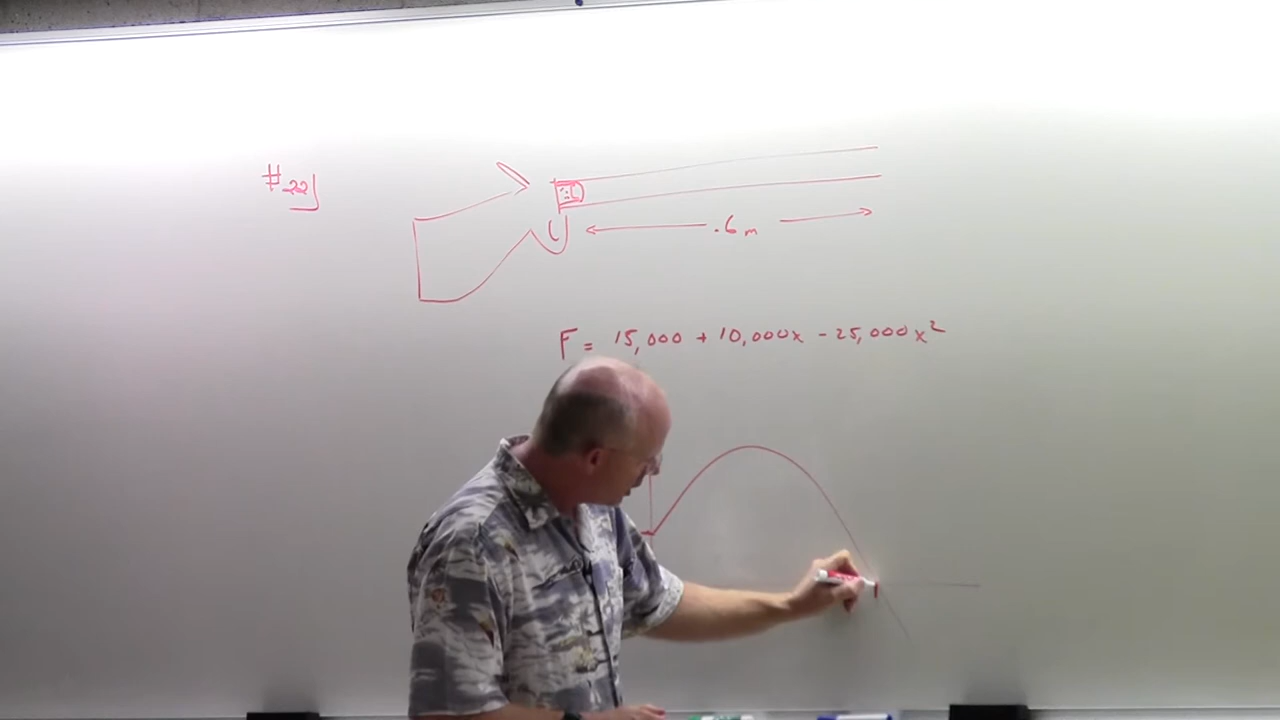 #22
.6 m
F = 15,000 + 10,000x - 25,000x²